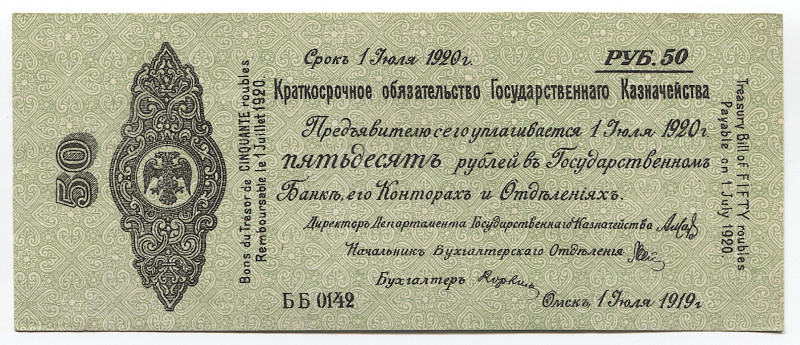 Срокъ 1 Іюля 1920 г.
РУБ. 50
Краткосрочное обязательство Государственнаго Казначейства
Предъявителю сего уплачивается 1 Іюля 1920 г.
пятьдесятъ рублей въ Государственномъ
Банкѣ, его Конторахъ и Отдѣленіяхъ.
Директоръ Департамента Государственнаго Казначейства
Начальникъ Бухгалтерскаго Отдѣленія
Бухгалтеръ
ББ 0142
Омскъ 1 Іюля 1919 г
50
Bons du Trésor de CINQUANTE roubles
Remboursable le 1 Juillet 1920.
Treasury Bill of FIFTY roubles
Payable on 1 July 1920.